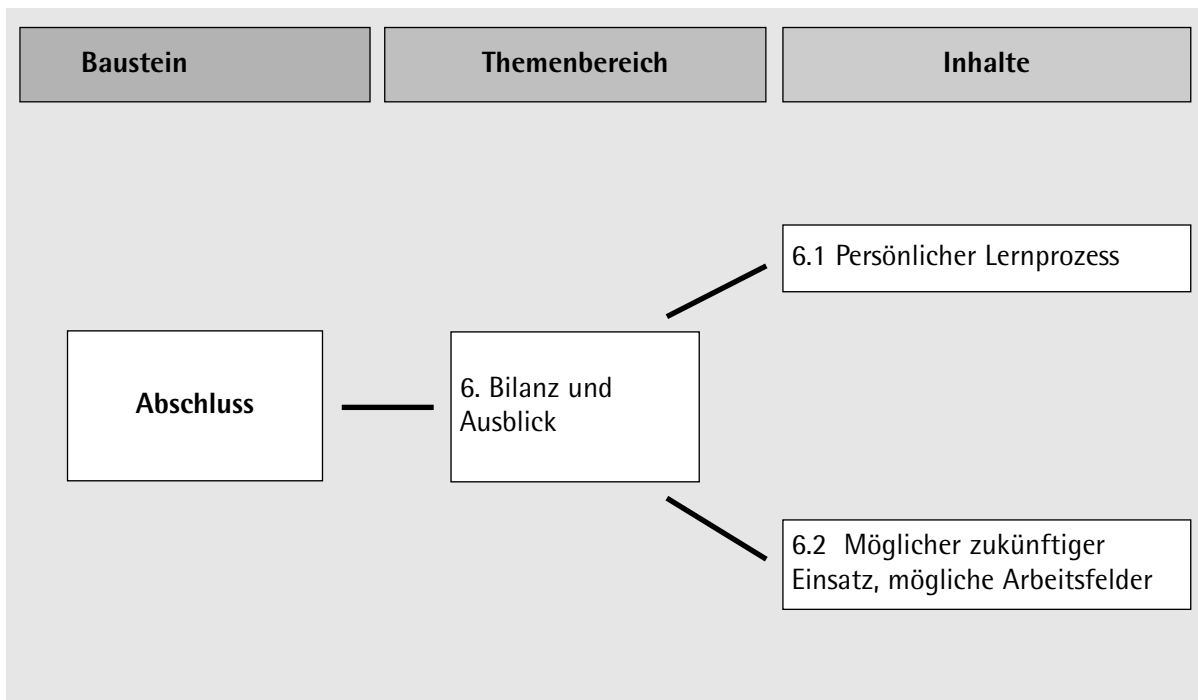 Baustein
Themenbereich
Inhalte
6.1 Persönlicher Lernprozess
Abschluss
6. Bilanz und
Ausblick
6.2 Möglicher zukünftiger
Einsatz, mögliche Arbeitsfelder